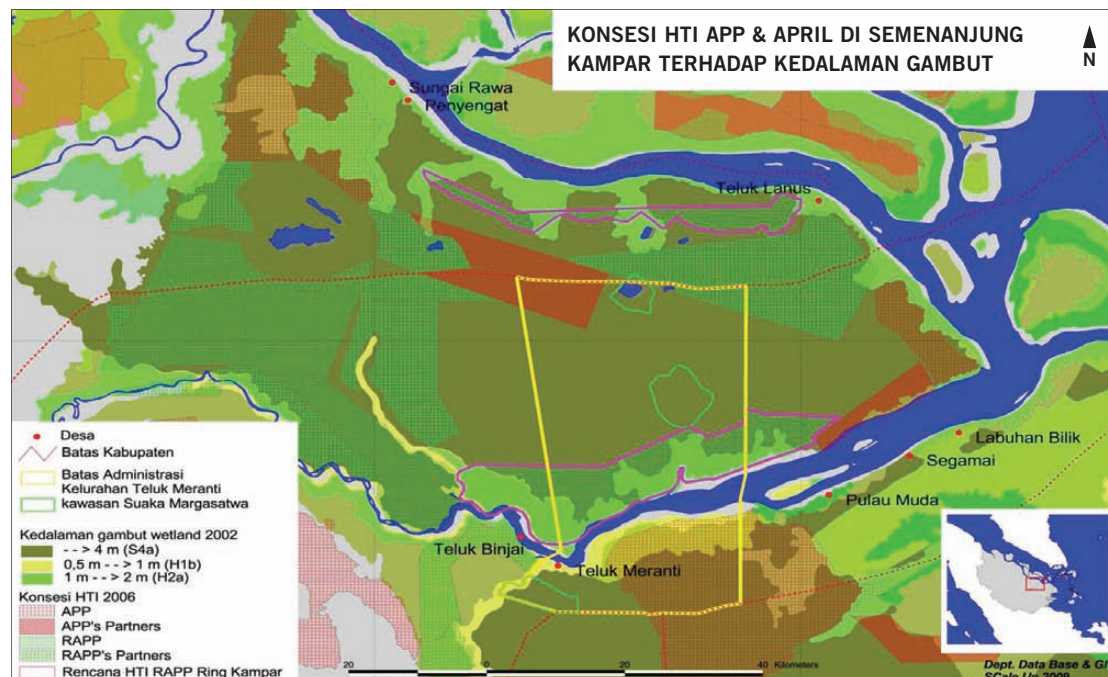 KONSESI HTI APP & APRIL DI SEMENANJUNG
KAMPAR TERHADAP KEDALAMAN GAMBUT
N
Sungai Rawa
Penyengat
Teluk Lanus
Labuhan Bilik
Segamai
Pulau Muda
Teluk Binjai
Teluk Meranti
Desa
Batas Kabupaten
Batas Administrasi
Kelurahan Teluk Meranti
kawasan Suaka Margasatwa
Kedalaman gambut wetland 2002
--> 4 m (S4a)
0,5 m --> 1 m (H1b)
1 m --> 2 m (H2a)
Konsesi HTI 2006
APP
APP's Partners
RAPP
RAPP's Partners
Rencana HTI RAPP Ring Kampar
20 0 20 40 Kilometers
Dept. Data Base & GI
SCale Up 2009